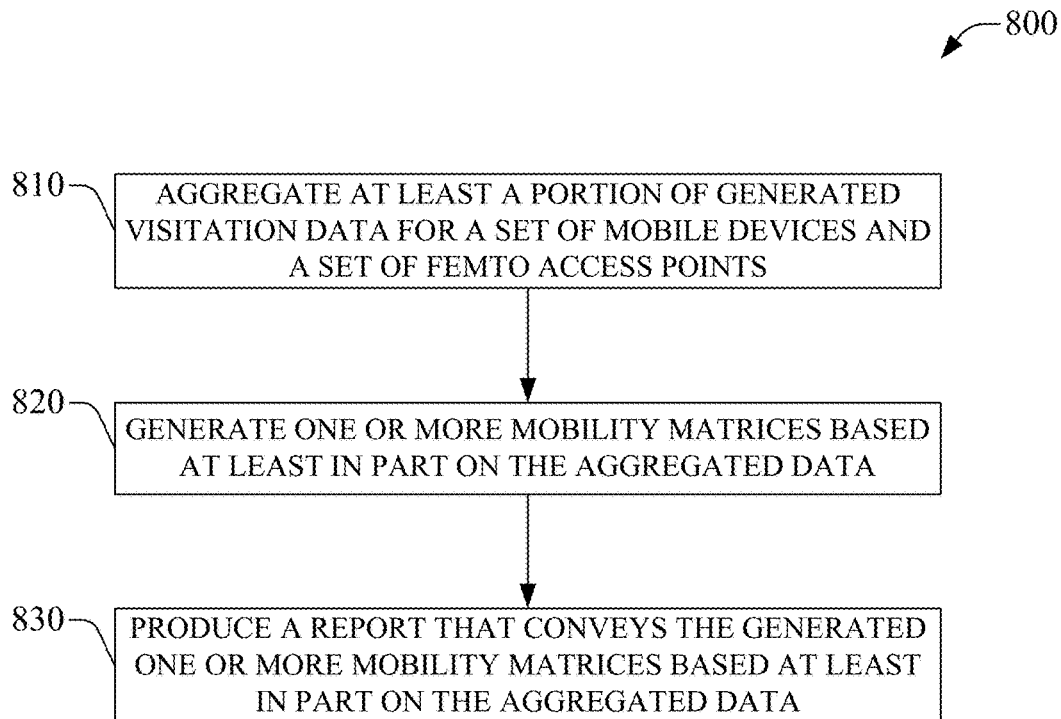 800
810
AGGREGATE AT LEAST A PORTION OF GENERATED
VISITATION DATA FOR A SET OF MOBILE DEVICES AND
A SET OF FEMTO ACCESS POINTS
820
GENERATE ONE OR MORE MOBILITY MATRICES BASED
AT LEAST IN PART ON THE AGGREGATED DATA
830
PRODUCE A REPORT THAT CONVEYS THE GENERATED
ONE OR MORE MOBILITY MATRICES BASED AT LEAST
IN PART ON THE AGGREGATED DATA